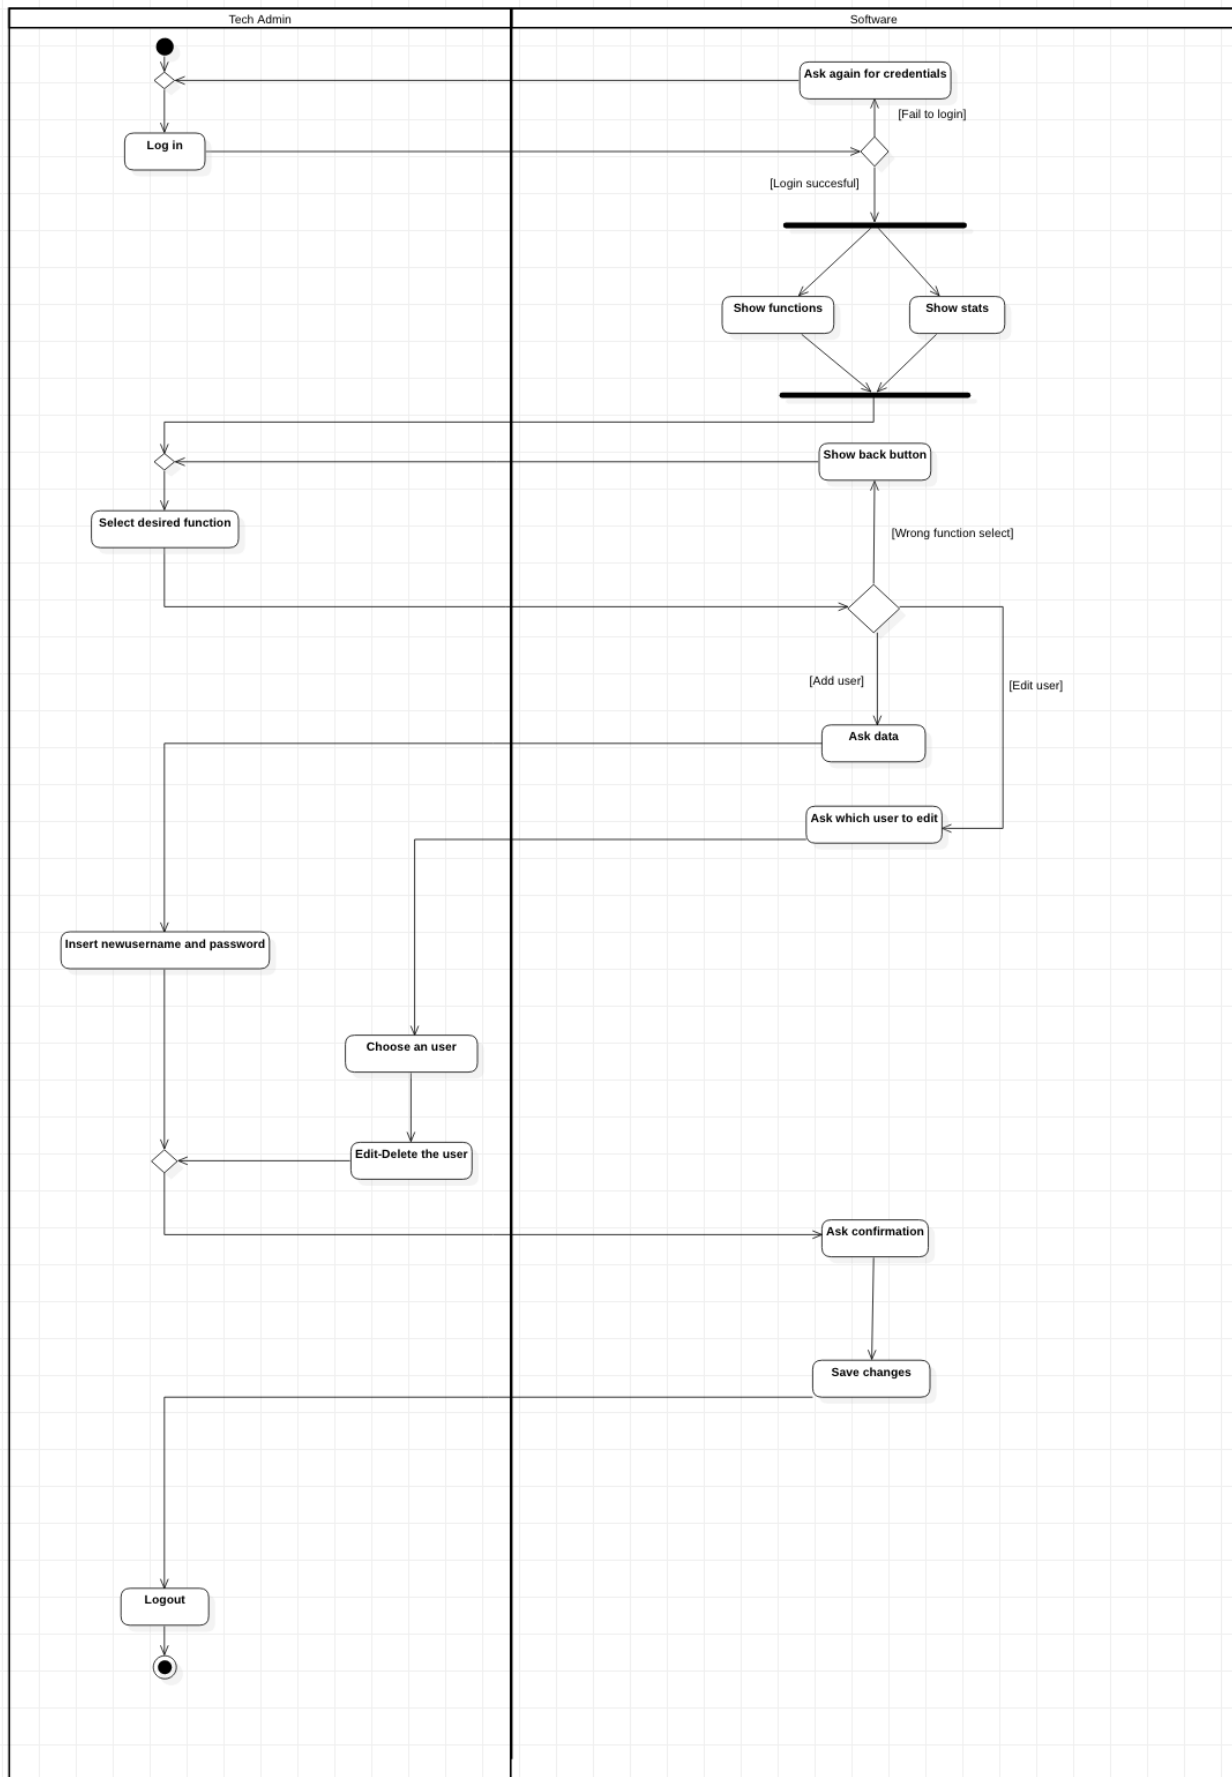 Tech Admin
Software
Ask again for credentials
[Fail to login]
Log in
[Login succesful]
Show functions
Show stats
Show back button
Select desired function
[Wrong function select]
[Add user]
[Edit user]
Ask data
Ask which user to edit
Insert newusername and password
Choose an user
Edit-Delete the user
Ask confirmation
Save changes
Logout